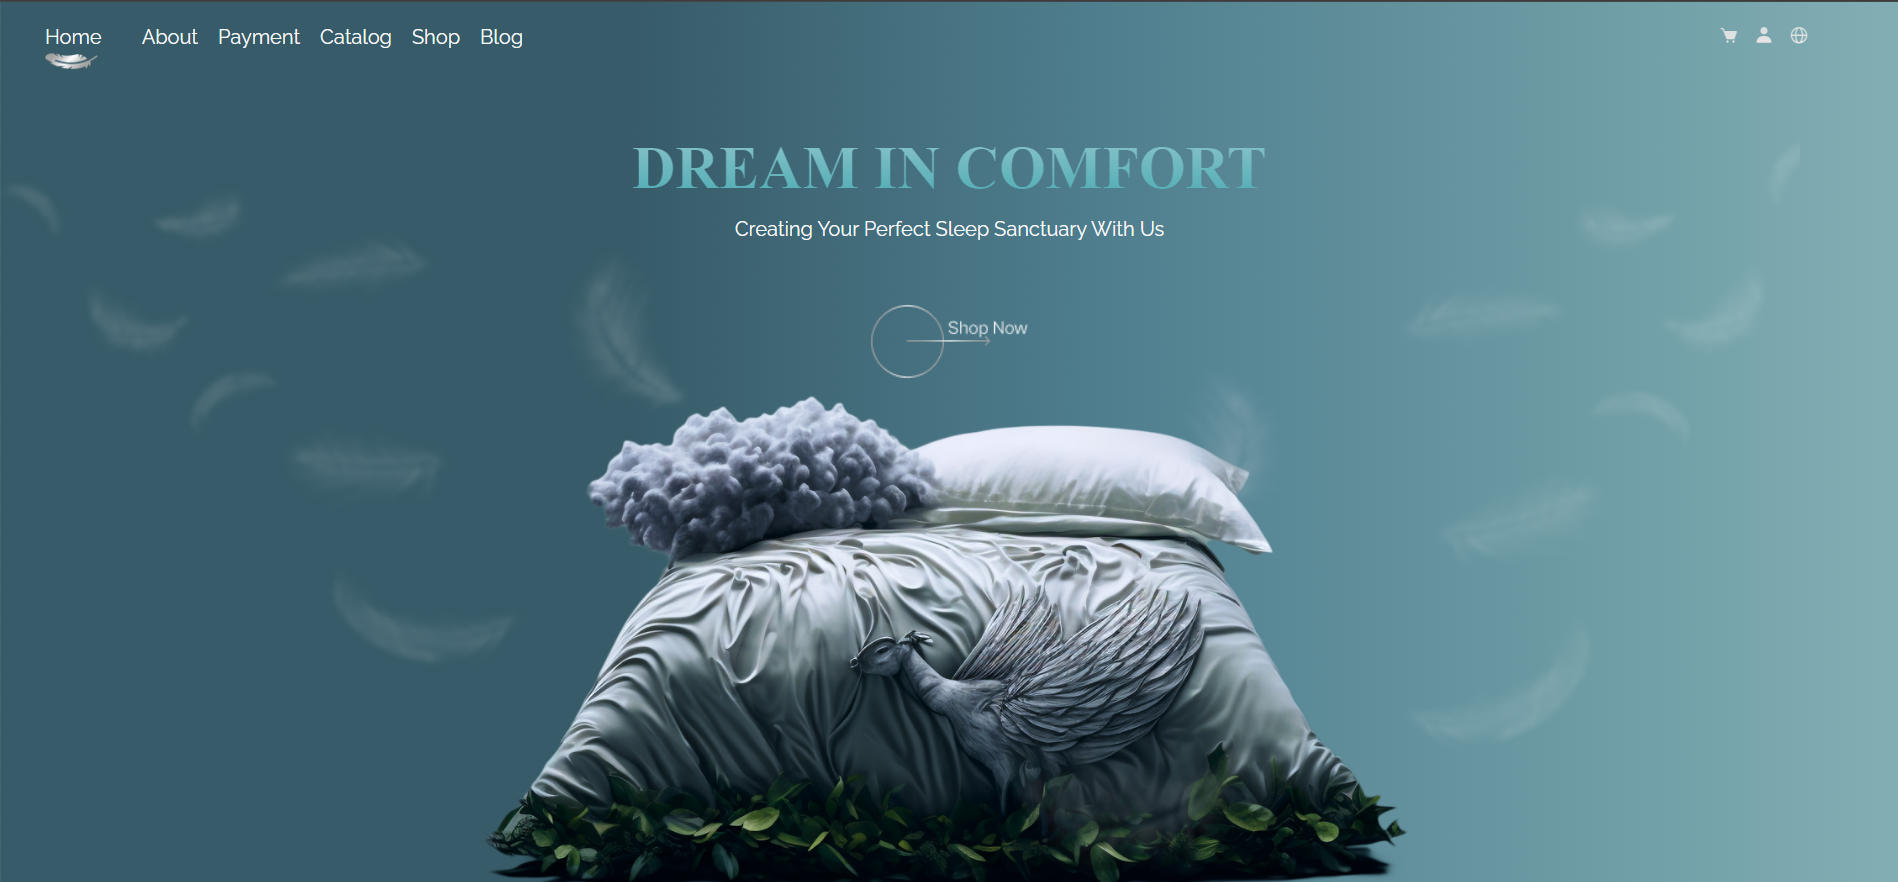 Home About Payment Catalog Shop Blog
DREAM IN COMFORT
Creating Your Perfect Sleep Sanctuary With Us
Shop Now